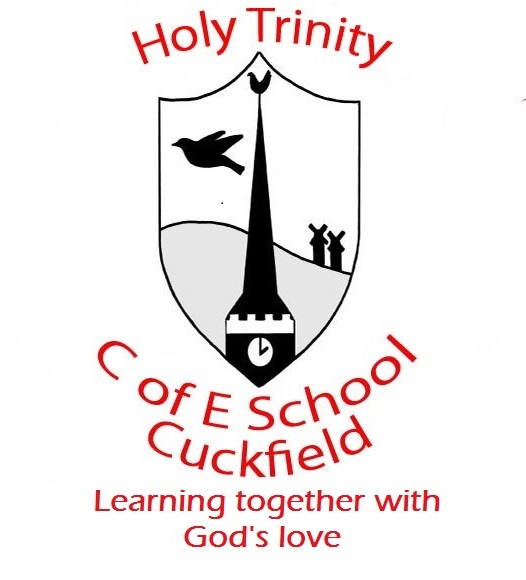 Holy Trinity
C of E School
Cuckfield
Learning together with
God's love